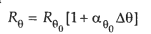 R_θ = R_θ₀ [1 + α_θ₀ Δθ]